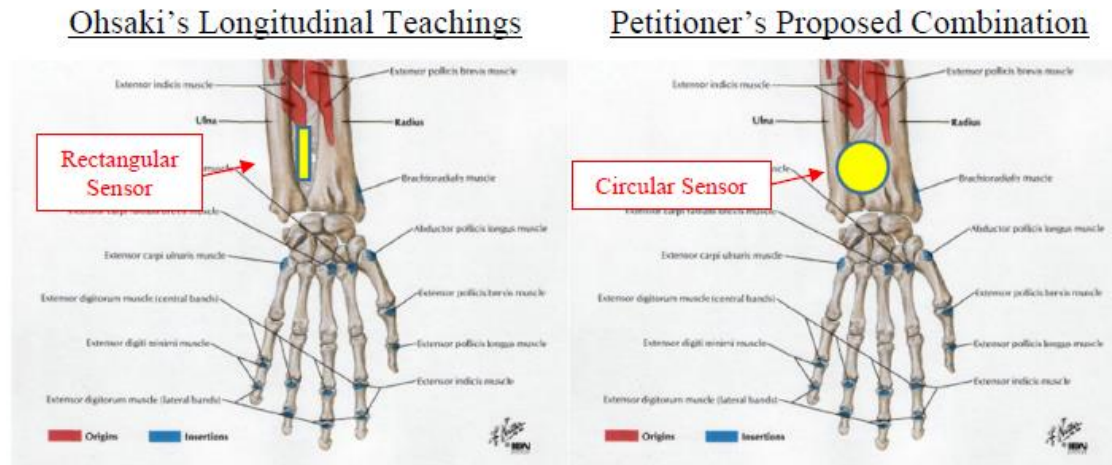 Ohsaki's Longitudinal Teachings
Extensor indicis muscle
Extensor pollicis brevis muscle
Ulna
Radius
Rectangular
Sensor
Brachioradialis muscle
muscle
Abductor pollicis longus muscle
Extensor carpi ulnaris muscle
Extensor digitorum muscle (central bands)
Extensor pollicis brevis muscle
Extensor digiti minimi muscle
Extensor pollicis longus muscle
Extensor indicis muscle
Extensor digitorum muscle (lateral bands)
Origins
Insertions
Petitioner's Proposed Combination
Extensor indicis muscle
Extensor pollicis brevis muscle
Ulna
Radius
Circular Sensor
Brachioradialis muscle
Abductor pollicis longus muscle
Extensor carpi ulnaris muscle
Extensor digitorum muscle (central bands)
Extensor pollicis brevis muscle
Extensor digiti minimi muscle
Extensor pollicis longus muscle
Extensor indicis muscle
Extensor digitorum muscle (lateral bands)
Origins
Insertions